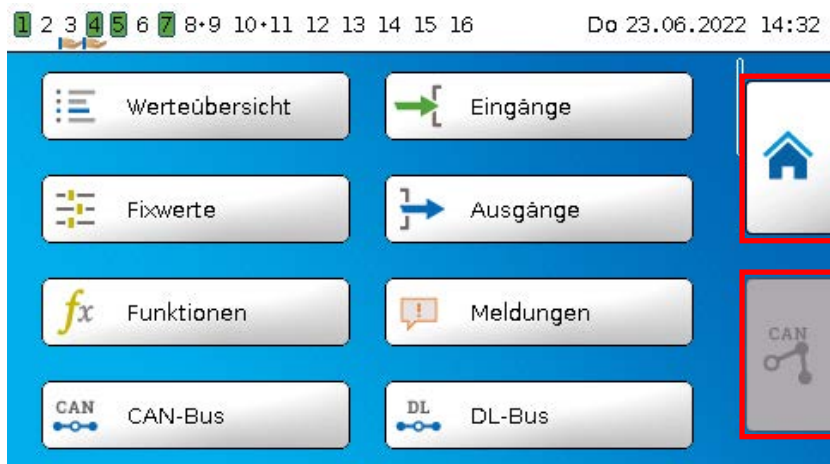 1 2 3 4 5 6 7 8+9 10+11 12 13 14 15 16 Do 23.06.2022 14:32
Werteübersicht Eingänge
Fixwerte Ausgänge
fx Funktionen ! Meldungen
CAN
CAN CAN-Bus DL DL-Bus